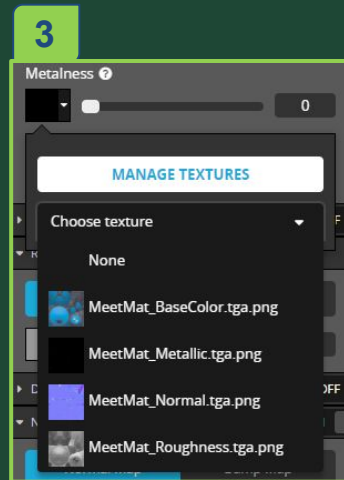 3
Metalness
0
MANAGE TEXTURES
Choose texture
None
MeetMat_BaseColor.tga.png
MeetMat_Metallic.tga.png
MeetMat_Normal.tga.png
MeetMat_Roughness.tga.png